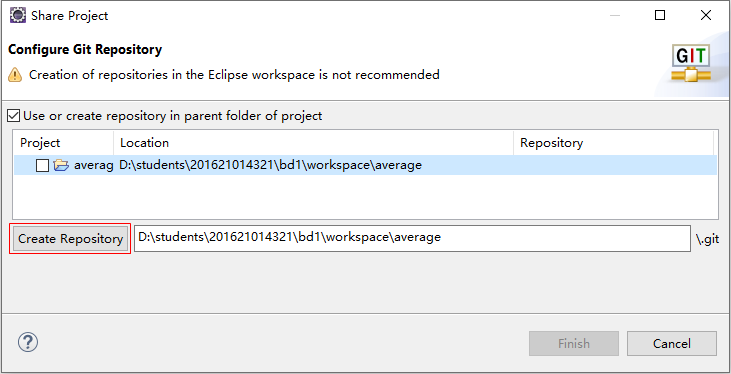 Share Project
Configure Git Repository
Creation of repositories in the Eclipse workspace is not recommended
GIT
Use or create repository in parent folder of project
Project Location Repository
averag D:\students\201621014321\bd1\workspace\average
Create Repository D:\students\201621014321\bd1\workspace\average \.git
? Finish Cancel